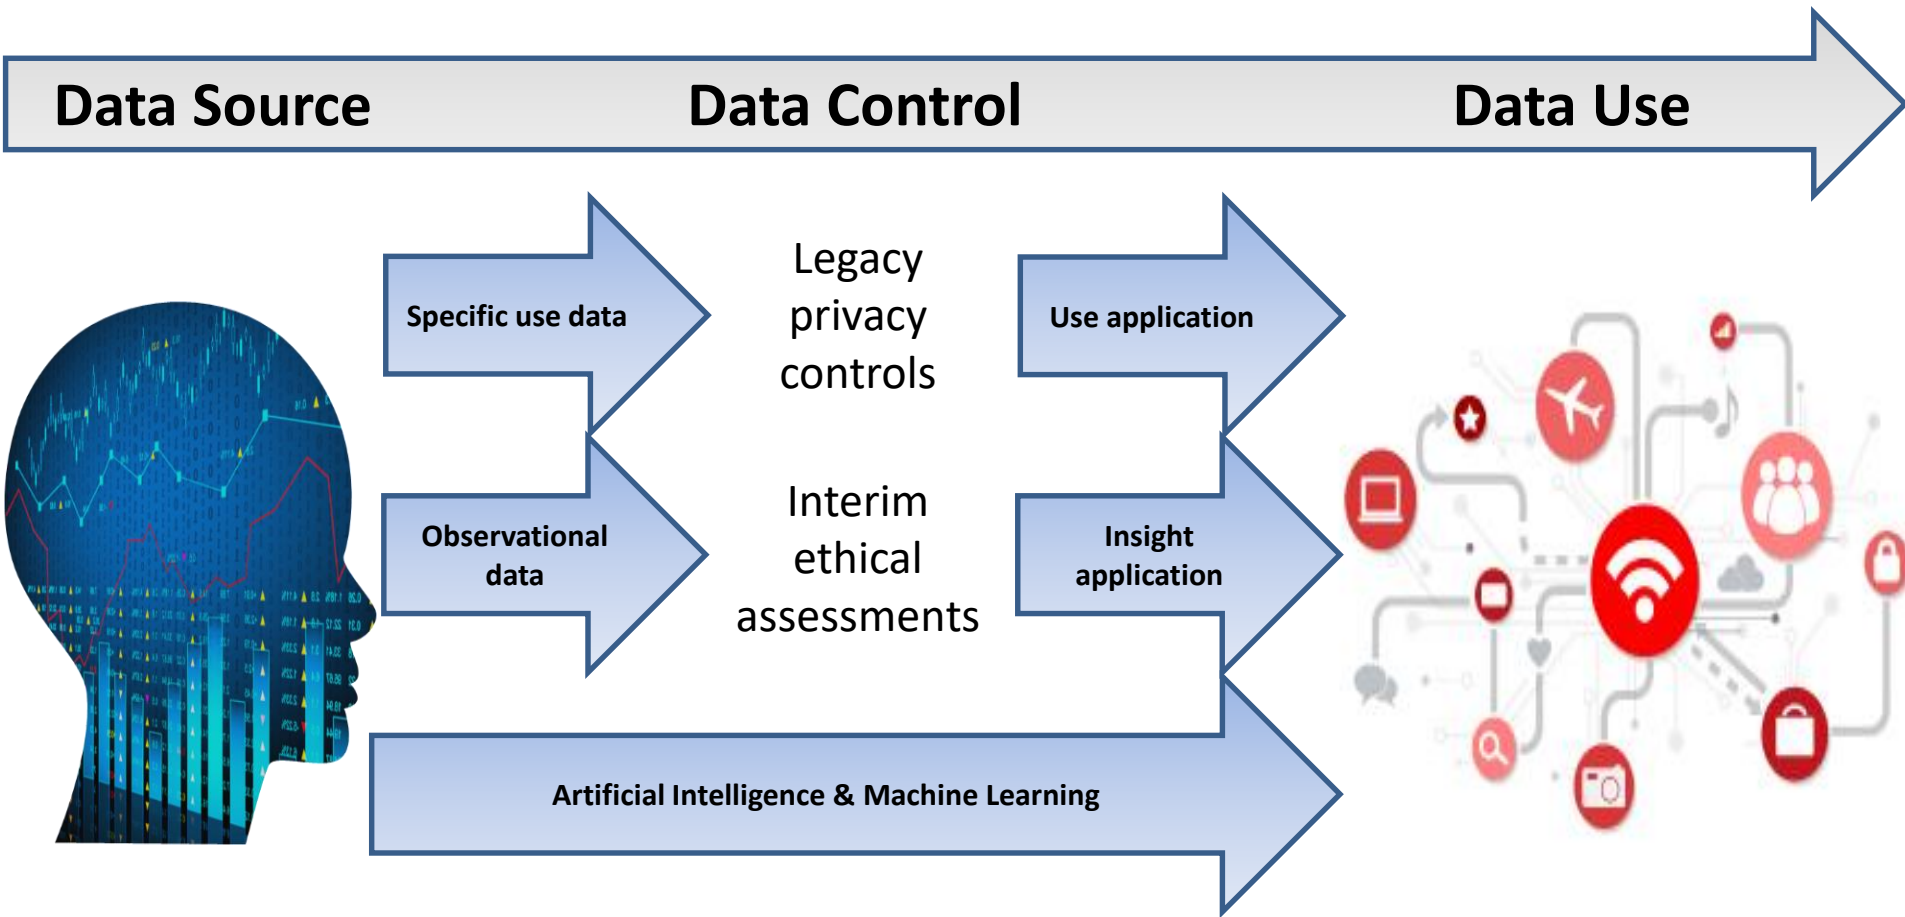 Data Source
Data Control
Data Use
Specific use data
Legacy
privacy
controls
Use application
Observational
data
Interim
ethical
assessments
Insight
application
Artificial Intelligence & Machine Learning